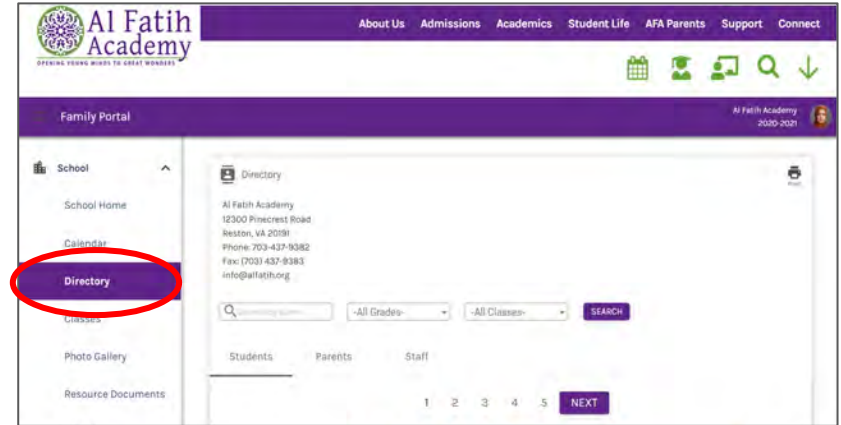 Al Fatih
Academy
OPENING YOUNG MINDS TO GREAT WONDERS
About Us Admissions Academics Student Life AFA Parents Support Connect
Family Portal
Al Fatih Academy
2020-2021
School
School Home
Calendar
Directory
Classes
Photo Gallery
Resource Documents
Directory
Print
Al Fatih Academy
12300 Pinecrest Road
Reston, VA 20191
Phone: 703-437-9382
Fax: (703) 437-9383
info@alfatih.org
-All Grades- -All Classes- SEARCH
Students Parents Staff
1 2 3 4 5 NEXT